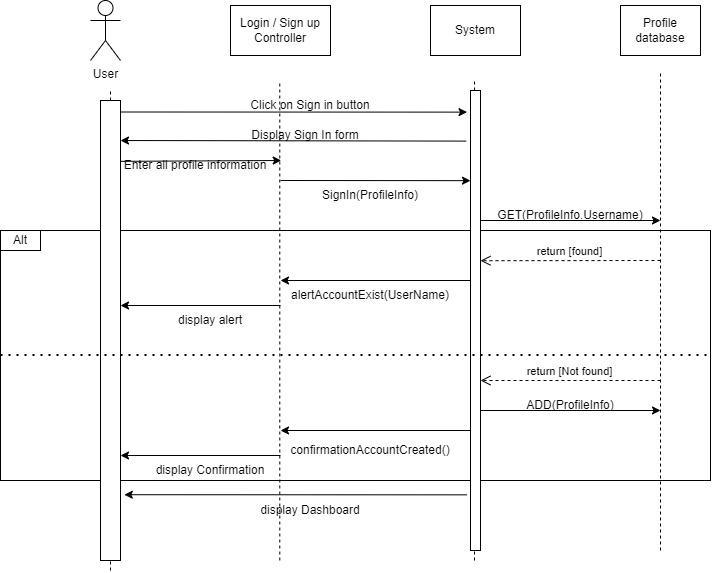 Login / Sign up
Controller
System
Profile
database
User
Click on Sign in button
Display Sign In form
Enter all profile information
SignIn(ProfileInfo)
GET(ProfileInfo.Username)
Alt
return [found]
alertAccountExist(UserName)
display alert
return [Not found]
ADD(ProfileInfo)
confirmationAccountCreated()
display Confirmation
display Dashboard